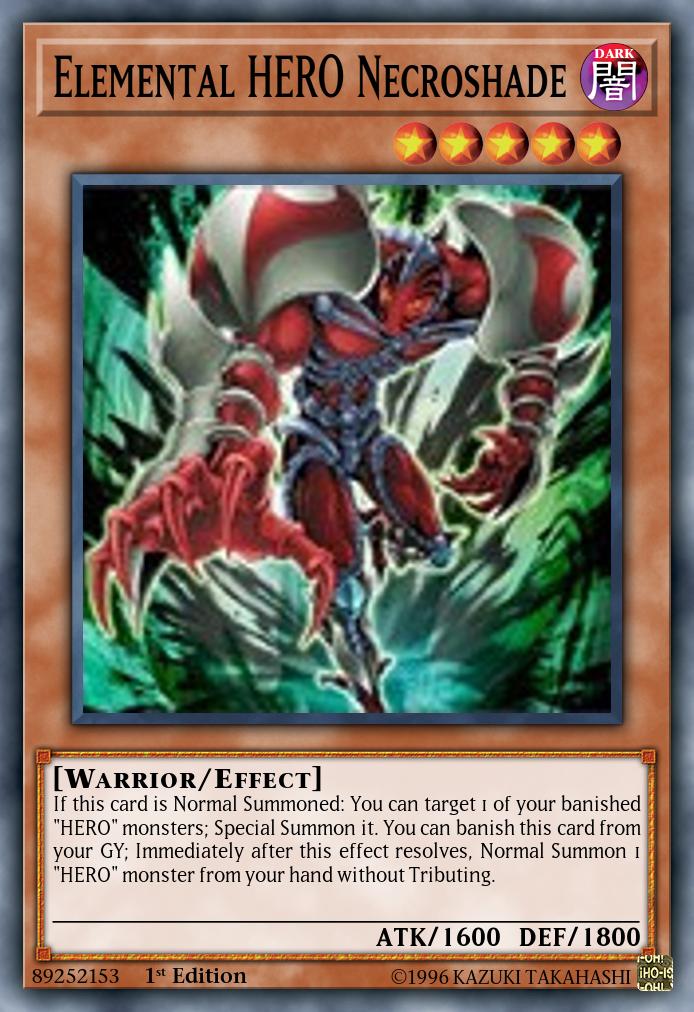 Elemental HERO Necroshade
DARK
闇
[Warrior/Effect]
If this card is Normal Summoned: You can target 1 of your banished
"HERO" monsters; Special Summon it. You can banish this card from
your GY; Immediately after this effect resolves, Normal Summon 1
"HERO" monster from your hand without Tributing.
ATK/1600 DEF/1800
89252153 1st Edition ©1996 KAZUKI TAKAHASHI